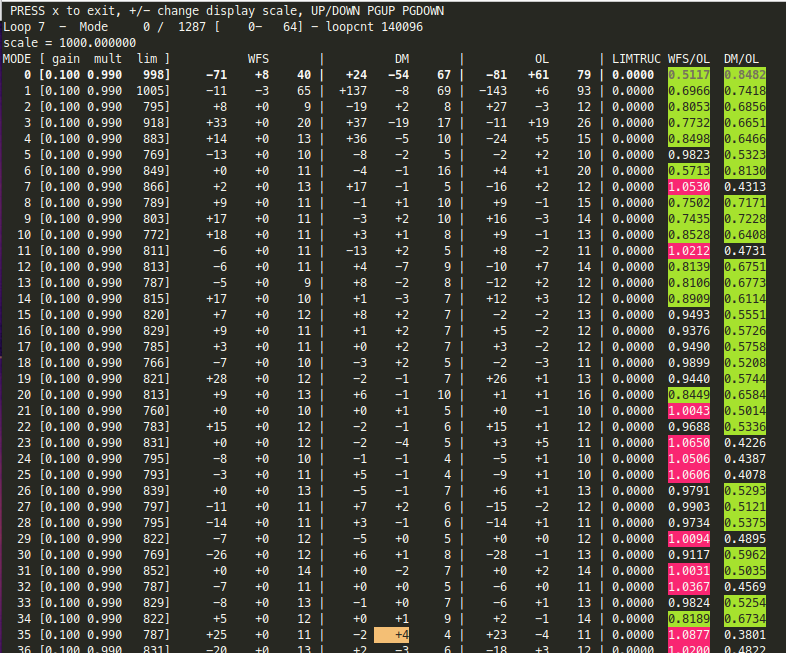 PRESS x to exit, +/− change display scale, UP/DOWN PGUP PGDOWN
Loop 7  −  Mode     0 /  1287 [    0−   64] − loopcnt 140096
scale = 1000.000000
MODE [ gain  mult  lim ]          WFS      |         DM      |         OL      | LIMTRUC WFS/OL  DM/OL
0 [0.100 0.990  998]    −71    +8    40 |  +24   −54    67 |  −81   +61    79 | 0.0000  0.5117  0.8482
1 [0.100 0.990 1005]    −11    −3    65 | +137    −8    69 | −143    +6    93 | 0.0000  0.6966  0.7418
2 [0.100 0.990  795]     +8    +0     9 |  −19    +2     8 |  +27    −3    12 | 0.0000  0.8053  0.6856
3 [0.100 0.990  918]    +33    +0    20 |  +37   −19    17 |  −11   +19    26 | 0.0000  0.7732  0.6651
4 [0.100 0.990  883]    +14    +0    13 |  +36    −5    10 |  −24    +5    15 | 0.0000  0.8498  0.6466
5 [0.100 0.990  769]    −13    +0    10 |   −8    −2     5 |   −2    +2    10 | 0.0000  0.9823  0.5323
6 [0.100 0.990  849]     +0    +0    11 |   −4    −1    16 |   +4    +1    20 | 0.0000  0.5713  0.8130
7 [0.100 0.990  866]     +2    +0    13 |  +17    −1     5 |  −16    +2    12 | 0.0000  1.0530  0.4313
8 [0.100 0.990  789]     +9    +0    11 |   −1    +1    10 |   +9    −1    15 | 0.0000  0.7502  0.7171
9 [0.100 0.990  803]    +17    +0    11 |   −3    +2    10 |  +16    −3    14 | 0.0000  0.7435  0.7228
10 [0.100 0.990  772]    +18    +0    11 |   +3    +1     8 |   +9    −1    13 | 0.0000  0.8528  0.6408
11 [0.100 0.990  811]     −6    +0    11 |  −13    +2     5 |   +8    −2    11 | 0.0000  1.0212  0.4731
12 [0.100 0.990  813]     −6    +0    11 |   +4    −7     9 |  −10    +7    14 | 0.0000  0.8139  0.6751
13 [0.100 0.990  787]     −5    +0     9 |   +8    −2     8 |  −12    +2    12 | 0.0000  0.8106  0.6773
14 [0.100 0.990  815]    +17    +0    10 |   +1    −3     7 |  +12    +3    12 | 0.0000  0.8909  0.6114
15 [0.100 0.990  820]     +7    +0    12 |   +8    +2     7 |   −2    −2    13 | 0.0000  0.9493  0.5551
16 [0.100 0.990  829]     +9    +0    11 |   +1    +2     7 |   +5    −2    12 | 0.0000  0.9376  0.5726
17 [0.100 0.990  785]     +3    +0    11 |   +0    +2     7 |   +3    −2    12 | 0.0000  0.9490  0.5758
18 [0.100 0.990  766]     −7    +0    10 |   −3    +2     5 |   −2    −3    11 | 0.0000  0.9899  0.5208
19 [0.100 0.990  821]    +28    +0    12 |   −2    −1     7 |  +26    +1    13 | 0.0000  0.9440  0.5744
20 [0.100 0.990  813]     +9    +0    13 |   +6    −1    10 |   +1    +1    16 | 0.0000  0.8449  0.6584
21 [0.100 0.990  760]     +0    +0    10 |   +0    +1     5 |   +0    −1    10 | 0.0000  1.0043  0.5014
22 [0.100 0.990  783]    +15    +0    12 |   −2    −1     6 |  +15    +1    12 | 0.0000  0.9688  0.5336
23 [0.100 0.990  831]     +0    +0    12 |   −2    −4     5 |   +3    +5    11 | 0.0000  1.0650  0.4226
24 [0.100 0.990  795]     −8    +0    10 |   −1    −1     4 |   −5    +1    10 | 0.0000  1.0506  0.4387
25 [0.100 0.990  793]     −3    +0    11 |   +5    −1     4 |   −9    +1    10 | 0.0000  1.0606  0.4078
26 [0.100 0.990  839]     +0    +0    13 |   −5    −1     7 |   +6    +1    13 | 0.0000  0.9791  0.5293
27 [0.100 0.990  797]    −11    +0    11 |   +7    +2     6 |  −15    −2    12 | 0.0000  0.9903  0.5121
28 [0.100 0.990  795]    −14    +0    11 |   +3    −1     6 |  −14    +1    11 | 0.0000  0.9734  0.5375
29 [0.100 0.990  822]     −7    +0    12 |   −5    +0     5 |   +0    +0    12 | 0.0000  1.0094  0.4895
30 [0.100 0.990  769]    −26    +0    12 |   +6    +1     8 |  −28    −1    13 | 0.0000  0.9117  0.5962
31 [0.100 0.990  852]     +0    +0    14 |   +0    −2     7 |   +0    +2    14 | 0.0000  1.0031  0.5035
32 [0.100 0.990  787]     −7    +0    11 |   +0    +0     5 |   −6    +0    11 | 0.0000  1.0367  0.4569
33 [0.100 0.990  829]     −8    +0    13 |   −1    +0     7 |   −6    +1    13 | 0.0000  0.9824  0.5254
34 [0.100 0.990  822]     +5    +0    12 |   +0    +1     9 |   +2    −1    14 | 0.0000  0.8189  0.6734
35 [0.100 0.990  787]    +25    +0    11 |   −2    +4     4 |  +23    −4    11 | 0.0000  1.0877  0.3801
36 [0.100 0.990  831]    −20    +0    13 |   +2    −3     6 |  −18    +3    12 | 0.0000  1.0200  0.4822